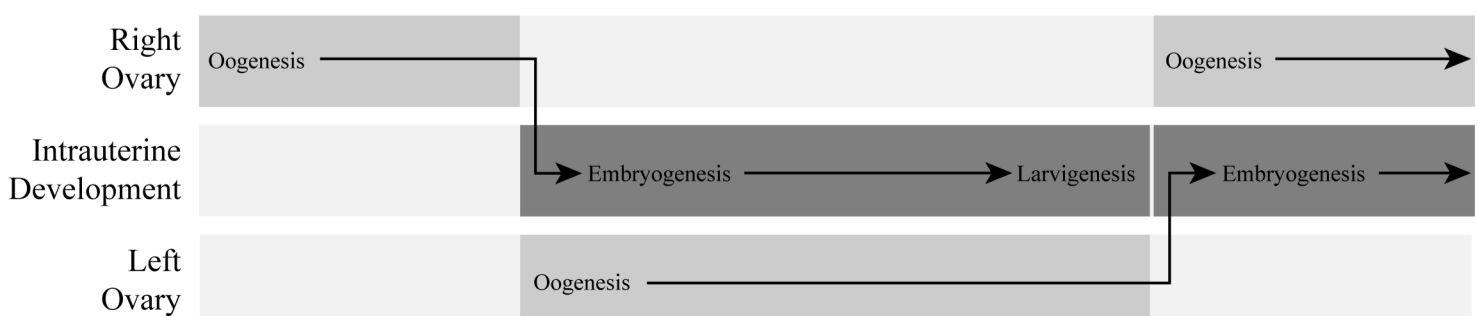 Right
Ovary
Oogenesis
Oogenesis
Intrauterine
Development
Embryogenesis
Larvigenesis
Embryogenesis
Left
Ovary
Oogenesis